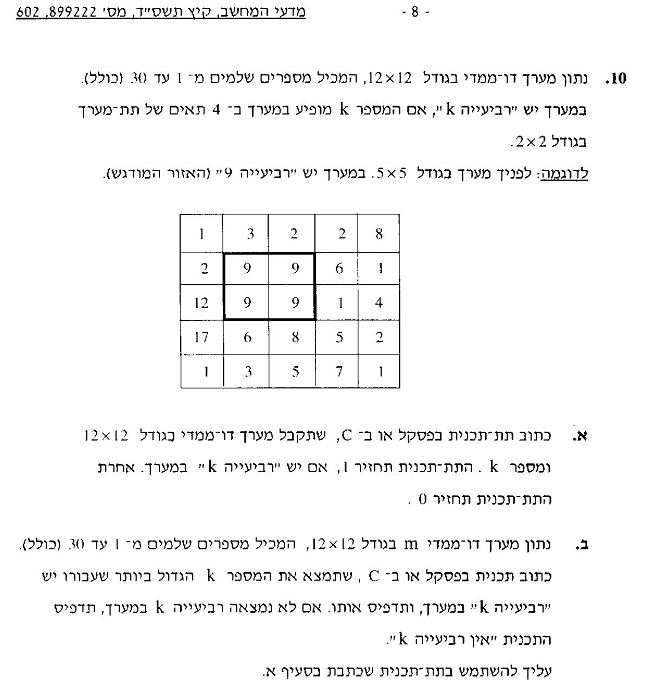 מדעי המחשב, קיץ תשס״ד, מס׳ 899222, 602
- 8 -
10. נתון מערך דו־ממדי בגודל 12×12, המכיל מספרים שלמים מ־ 1 עד 30 (כולל).
במערך יש ״רביעייה k״, אם המספר k מופיע במערך ב־ 4 תאים של תת־מערך
בגודל 2×2.
לדוגמה: לפניך מערך בגודל 5×5. במערך יש ״רביעייה 9״ (האזור המודגש).
1 3 2 2 8
2 9 9 6 1
12 9 9 1 4
17 6 8 5 2
1 3 5 7 1
א. כתוב תת־תכנית בפסקל או ב־ C, שתקבל מערך דו־ממדי בגודל 12×12
ומספר k . התת־תכנית תחזיר 1, אם יש ״רביעייה k״ במערך. אחרת
התת־תכנית תחזיר 0 .
ב. נתון מערך דו־ממדי m בגודל 12×12, המכיל מספרים שלמים מ־ 1 עד 30 (כולל).
כתוב תכנית בפסקל או ב־ C , שתמצא את המספר k הגדול ביותר שעבורו יש
״רביעייה k״ במערך, ותדפיס אותו. אם לא נמצאה רביעייה k במערך, תדפיס
התכנית ״אין רביעייה k״.
עליך להשתמש בתת־תכנית שכתבת בסעיף א.